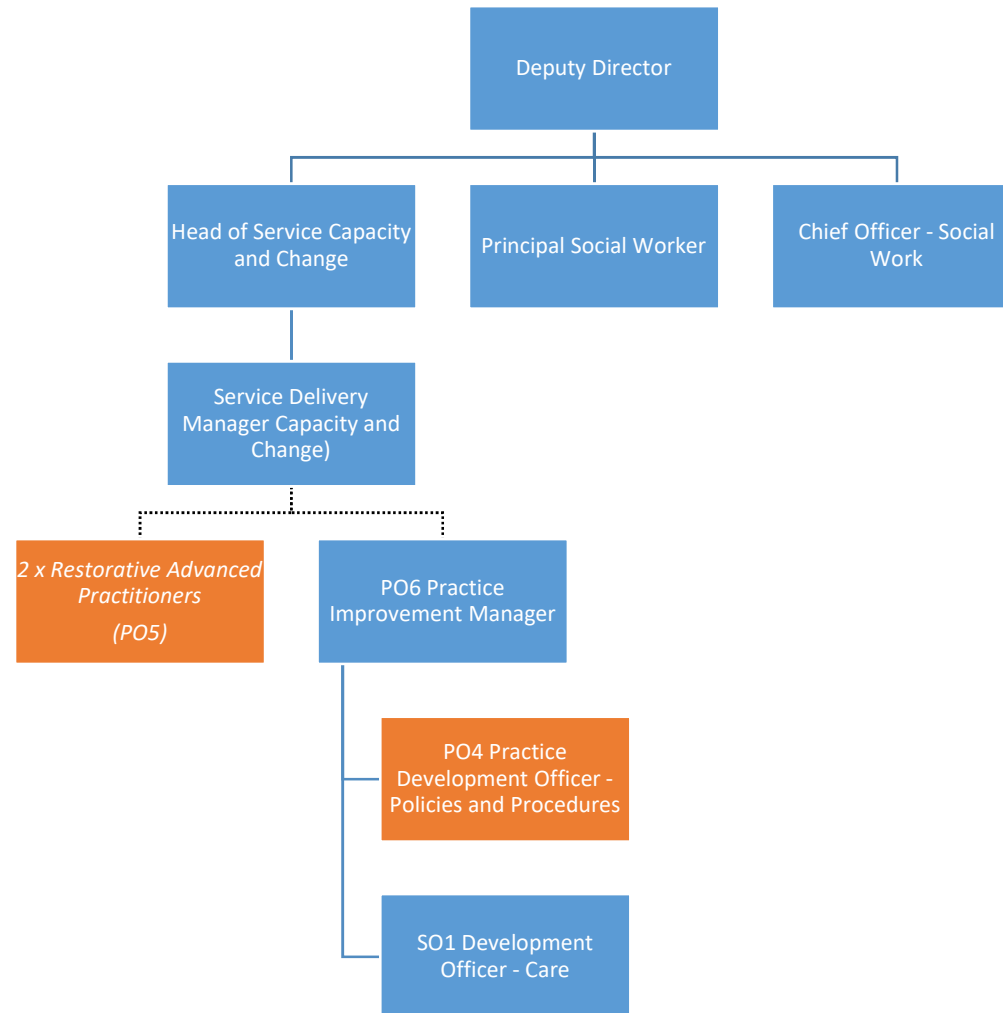 Deputy Director
Head of Service Capacity
and Change
Principal Social Worker
Chief Officer - Social
Work
Service Delivery
Manager Capacity and
Change)
2 x Restorative Advanced
Practitioners
(PO5)
PO6 Practice
Improvement Manager
PO4 Practice
Development Officer -
Policies and Procedures
SO1 Development
Officer - Care